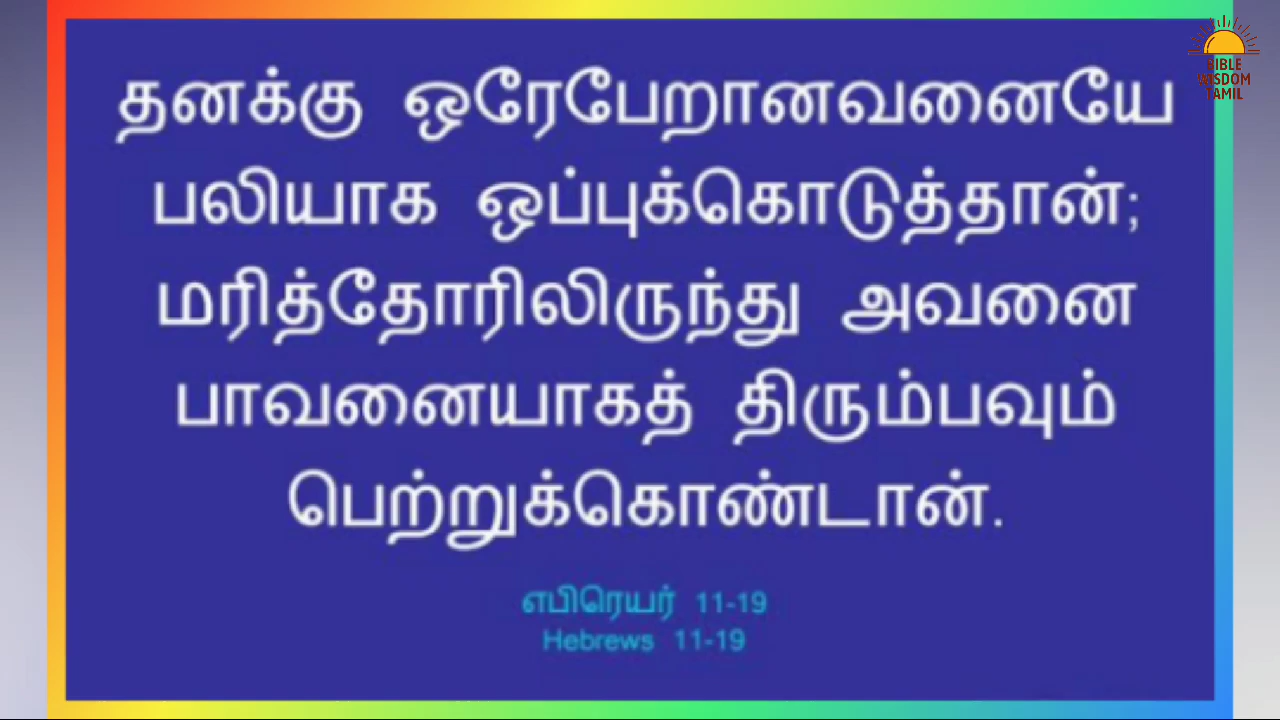 தனக்கு ஒரேபேறானவனையே
பலியாக ஒப்புக்கொடுத்தான்;
மரித்தோரிலிருந்து அவனை
பாவனையாகத் திரும்பவும்
பெற்றுக்கொண்டான்.
எபிரெயர் 11-19
Hebrews 11-19
BIBLE
WISDOM
TAMIL